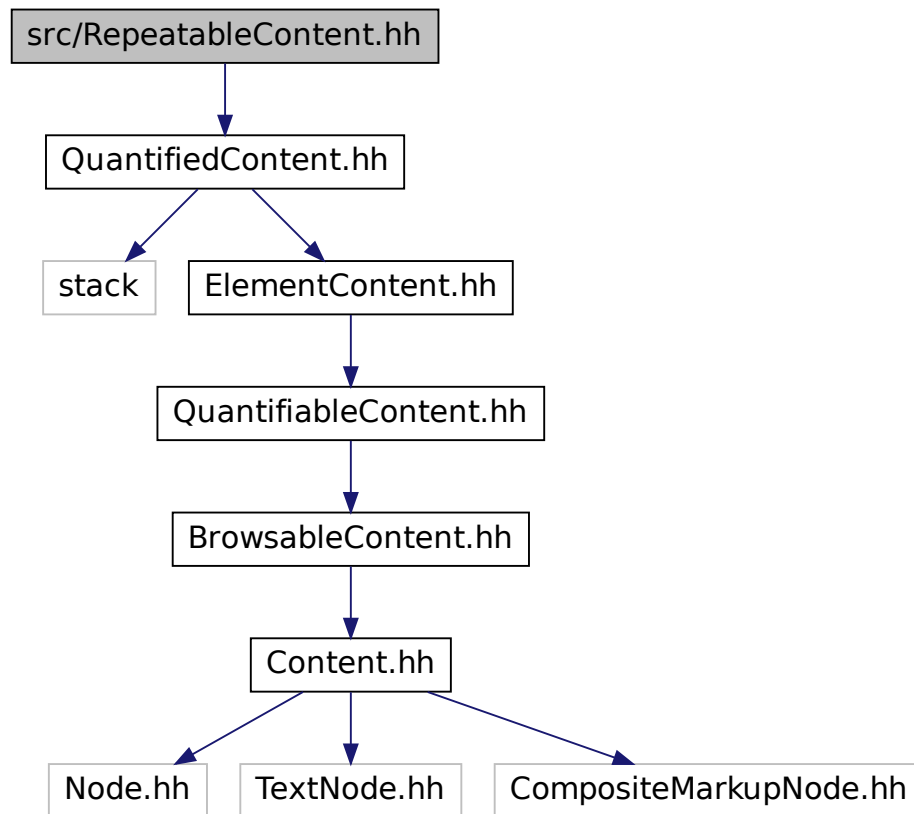 src/RepeatableContent.hh
QuantifiedContent.hh
stack
ElementContent.hh
QuantifiableContent.hh
BrowsableContent.hh
Content.hh
Node.hh
TextNode.hh
CompositeMarkupNode.hh